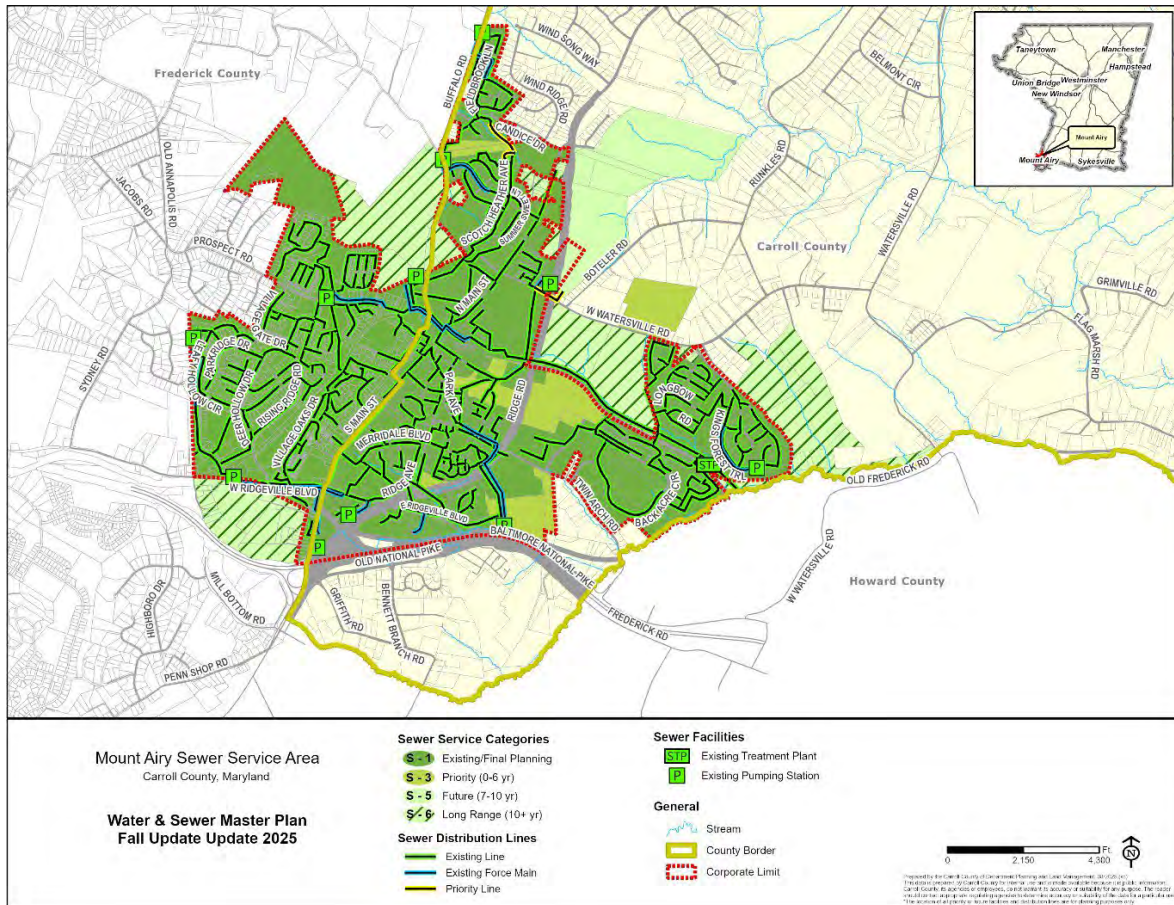 Frederick County
BUFFALO RD
FIELDBROOK LN
WIND SONG WAY
WIND RIDGE RD
BELMONT CIR
CANDICE DR
OLD ANNAPOLIS RD
JACOBS RD
SCOTCH HEATHER AVE
RUNKLES RD
WATERSVILLE RD
PROSPECT RD
BOTELER RD
Carroll County
GRIMVILLE RD
N MAIN ST
VILLAGE GATE DR
W WATERSVILLE RD
FLAG MARSH RD
SYDNEY RD
LEAFY HOLLOW CIR
PARKRIDGE DR
DEERHOLLOW DR
RISING RIDGE RD
VILLAGE OAKS DR
S MAIN ST
PARK AVE
RIDGE RD
LONGBOW RD
KINGS FOREST TRL
MERRIDALE BLVD
RIDGE AVE
STP
P
P
P
P
P
P
P
P
P
P
P
OLD FREDERICK RD
W RIDGEVILLE BLVD
E RIDGEVILLE BLVD
TWIN ARCH RD
BACK ACRE CIR
BALTIMORE NATIONAL PIKE
OLD NATIONAL PIKE
W WATERSVILLE RD
Howard County
MILL BOTTOM RD
HIGHBORO DR
GRIFFITH RD
BENNETT BRANCH RD
FREDERICK RD
PENN SHOP RD
Taneytown
Manchester
Hampstead
Union Bridge
Westminster
New Windsor
Mount Airy
Mount Airy
Sykesville
Mount Airy Sewer Service Area
Carroll County, Maryland
Water & Sewer Master Plan
Fall Update Update 2025
Sewer Service Categories
S - 1 Existing/Final Planning
S - 3 Priority (0-6 yr)
S - 5 Future (7-10 yr)
S - 6 Long Range (10+ yr)
Sewer Distribution Lines
Existing Line
Existing Force Main
Priority Line
Sewer Facilities
STP Existing Treatment Plant
P Existing Pumping Station
General
Stream
County Border
Corporate Limit
Ft.
0 2,150 4,300
N